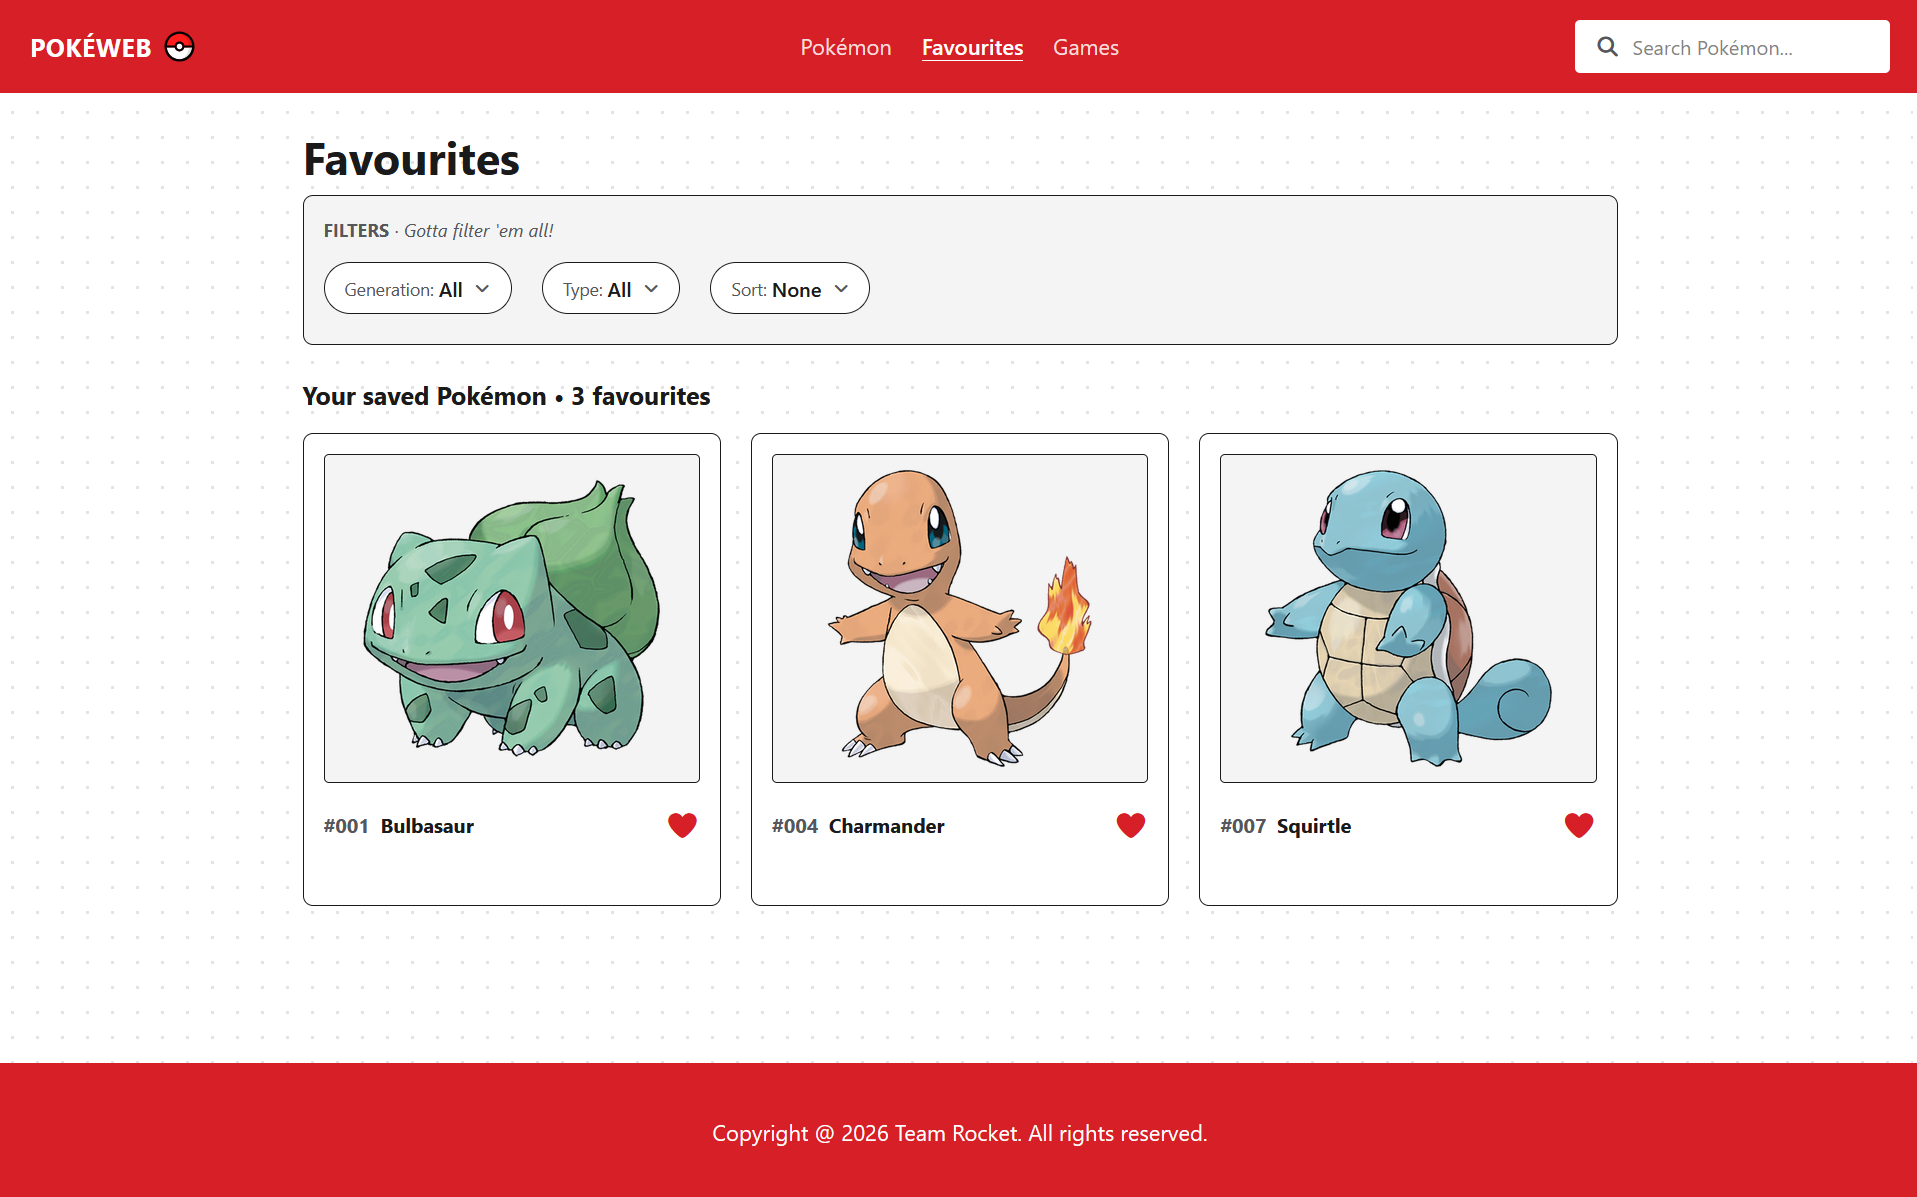 POKÉWEB
Pokémon Favourites Games
Search Pokémon...
Favourites
FILTERS · Gotta filter 'em all!
Generation: All Type: All Sort: None
Your saved Pokémon • 3 favourites
#001 Bulbasaur
#004 Charmander
#007 Squirtle
Copyright @ 2026 Team Rocket. All rights reserved.